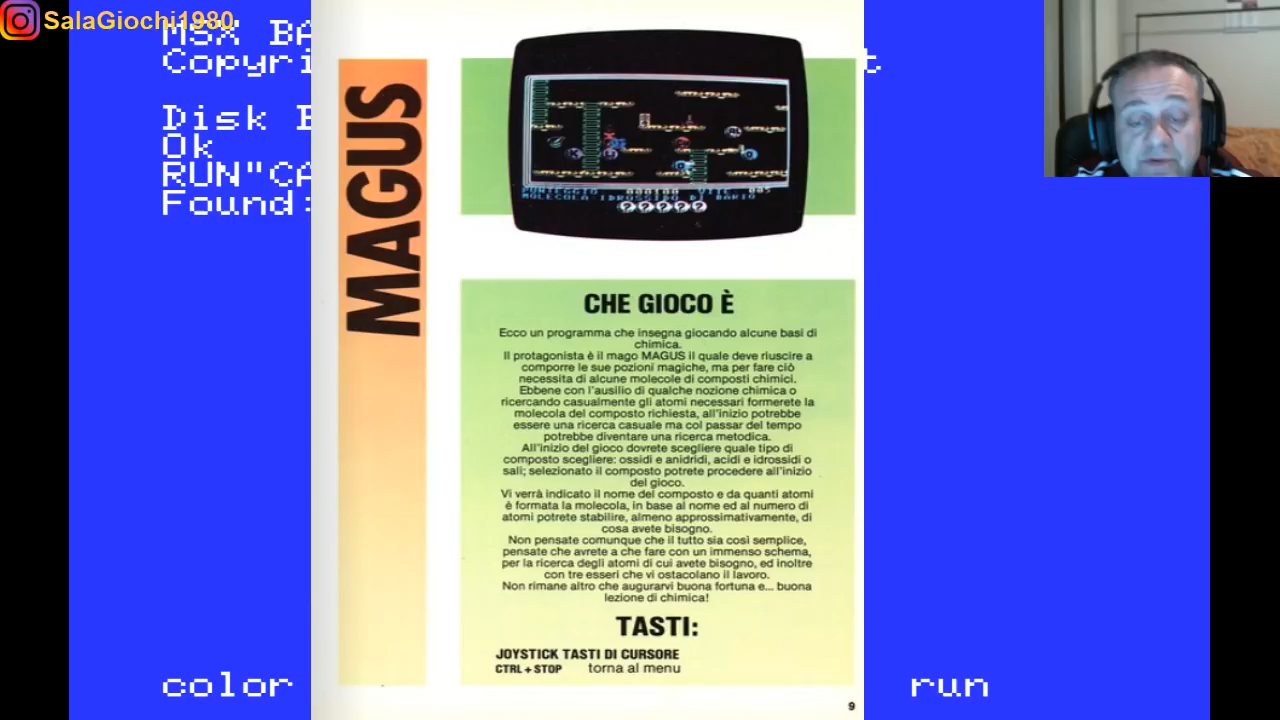 SalaGiochi1980
MSX BA
Copyri
t
Disk B
Ok
RUN"CA
Found:
MAGUS
PUNTEGGIO 000100 VITE 005
MOLECOLA IDROSSIDO DI BARIO
? ? ? ? ?
CHE GIOCO È
Ecco un programma che insegna giocando alcune basi di
chimica.
Il protagonista è il mago MAGUS il quale deve riuscire a
comporre le sue pozioni magiche, ma per fare ciò
necessita di alcune molecole di composti chimici.
Ebbene con l'ausilio di qualche nozione chimica o
ricercando casualmente gli atomi necessari formerete la
molecola del composto richiesta, all'inizio potrebbe
essere una ricerca casuale ma col passar del tempo
potrebbe diventare una ricerca metodica.
All'inizio del gioco dovrete scegliere quale tipo di
composto scegliere: ossidi e anidridi, acidi e idrossidi o
sali; selezionato il composto potrete procedere all'inizio
del gioco.
Vi verrà indicato il nome del composto e da quanti atomi
è formata la molecola, in base al nome ed al numero di
atomi potrete stabilire, almeno approssimativamente, di
cosa avete bisogno.
Non pensate comunque che il tutto sia così semplice,
pensate che avrete a che fare con un immenso schema,
per la ricerca degli atomi di cui avete bisogno, ed inoltre
con tre esseri che vi ostacolano il lavoro.
Non rimane altro che augurarvi buona fortuna e... buona
lezione di chimica!
TASTI:
JOYSTICK TASTI DI CURSORE
CTRL + STOP torna al menu
9
color
run